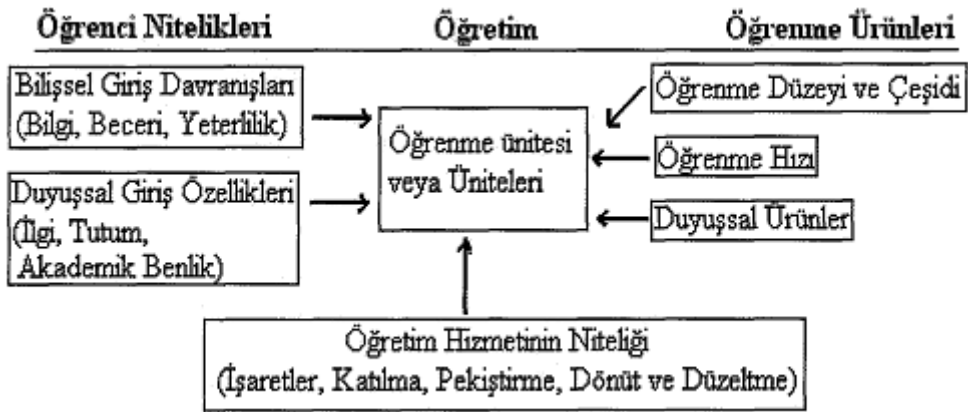 Öğrenci Nitelikleri
Öğretim
Öğrenme Ürünleri
Bilişsel Giriş Davranışları
(Bilgi, Beceri, Yeterlilik)
Duyuşsal Giriş Özellikleri
(İlgi, Tutum,
Akademik Benlik)
Öğrenme ünitesi
veya Üniteleri
Öğrenme Düzeyi ve Çeşidi
Öğrenme Hızı
Duyuşsal Ürünler
Öğretim Hizmetinin Niteliği
(İşaretler, Katılma, Pekiştirme, Dönüt ve Düzeltme)